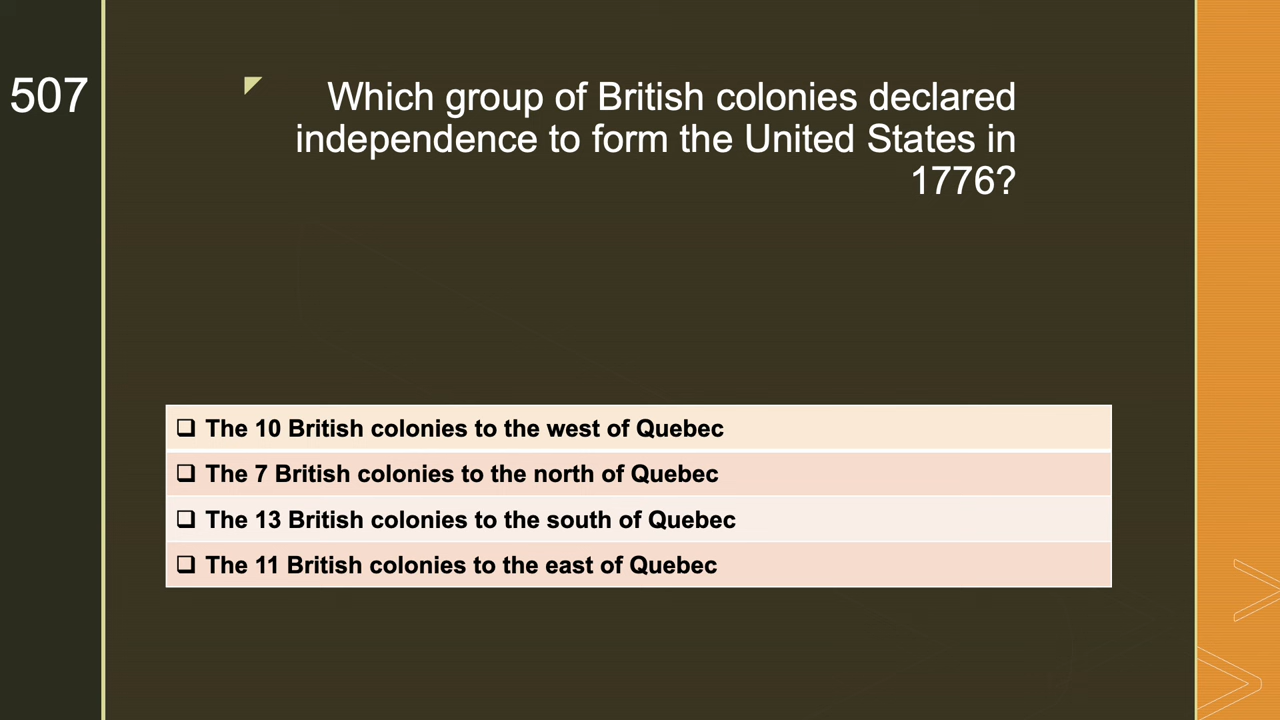 507
Which group of British colonies declared
independence to form the United States in
1776?
❑ The 10 British colonies to the west of Quebec
❑ The 7 British colonies to the north of Quebec
❑ The 13 British colonies to the south of Quebec
❑ The 11 British colonies to the east of Quebec